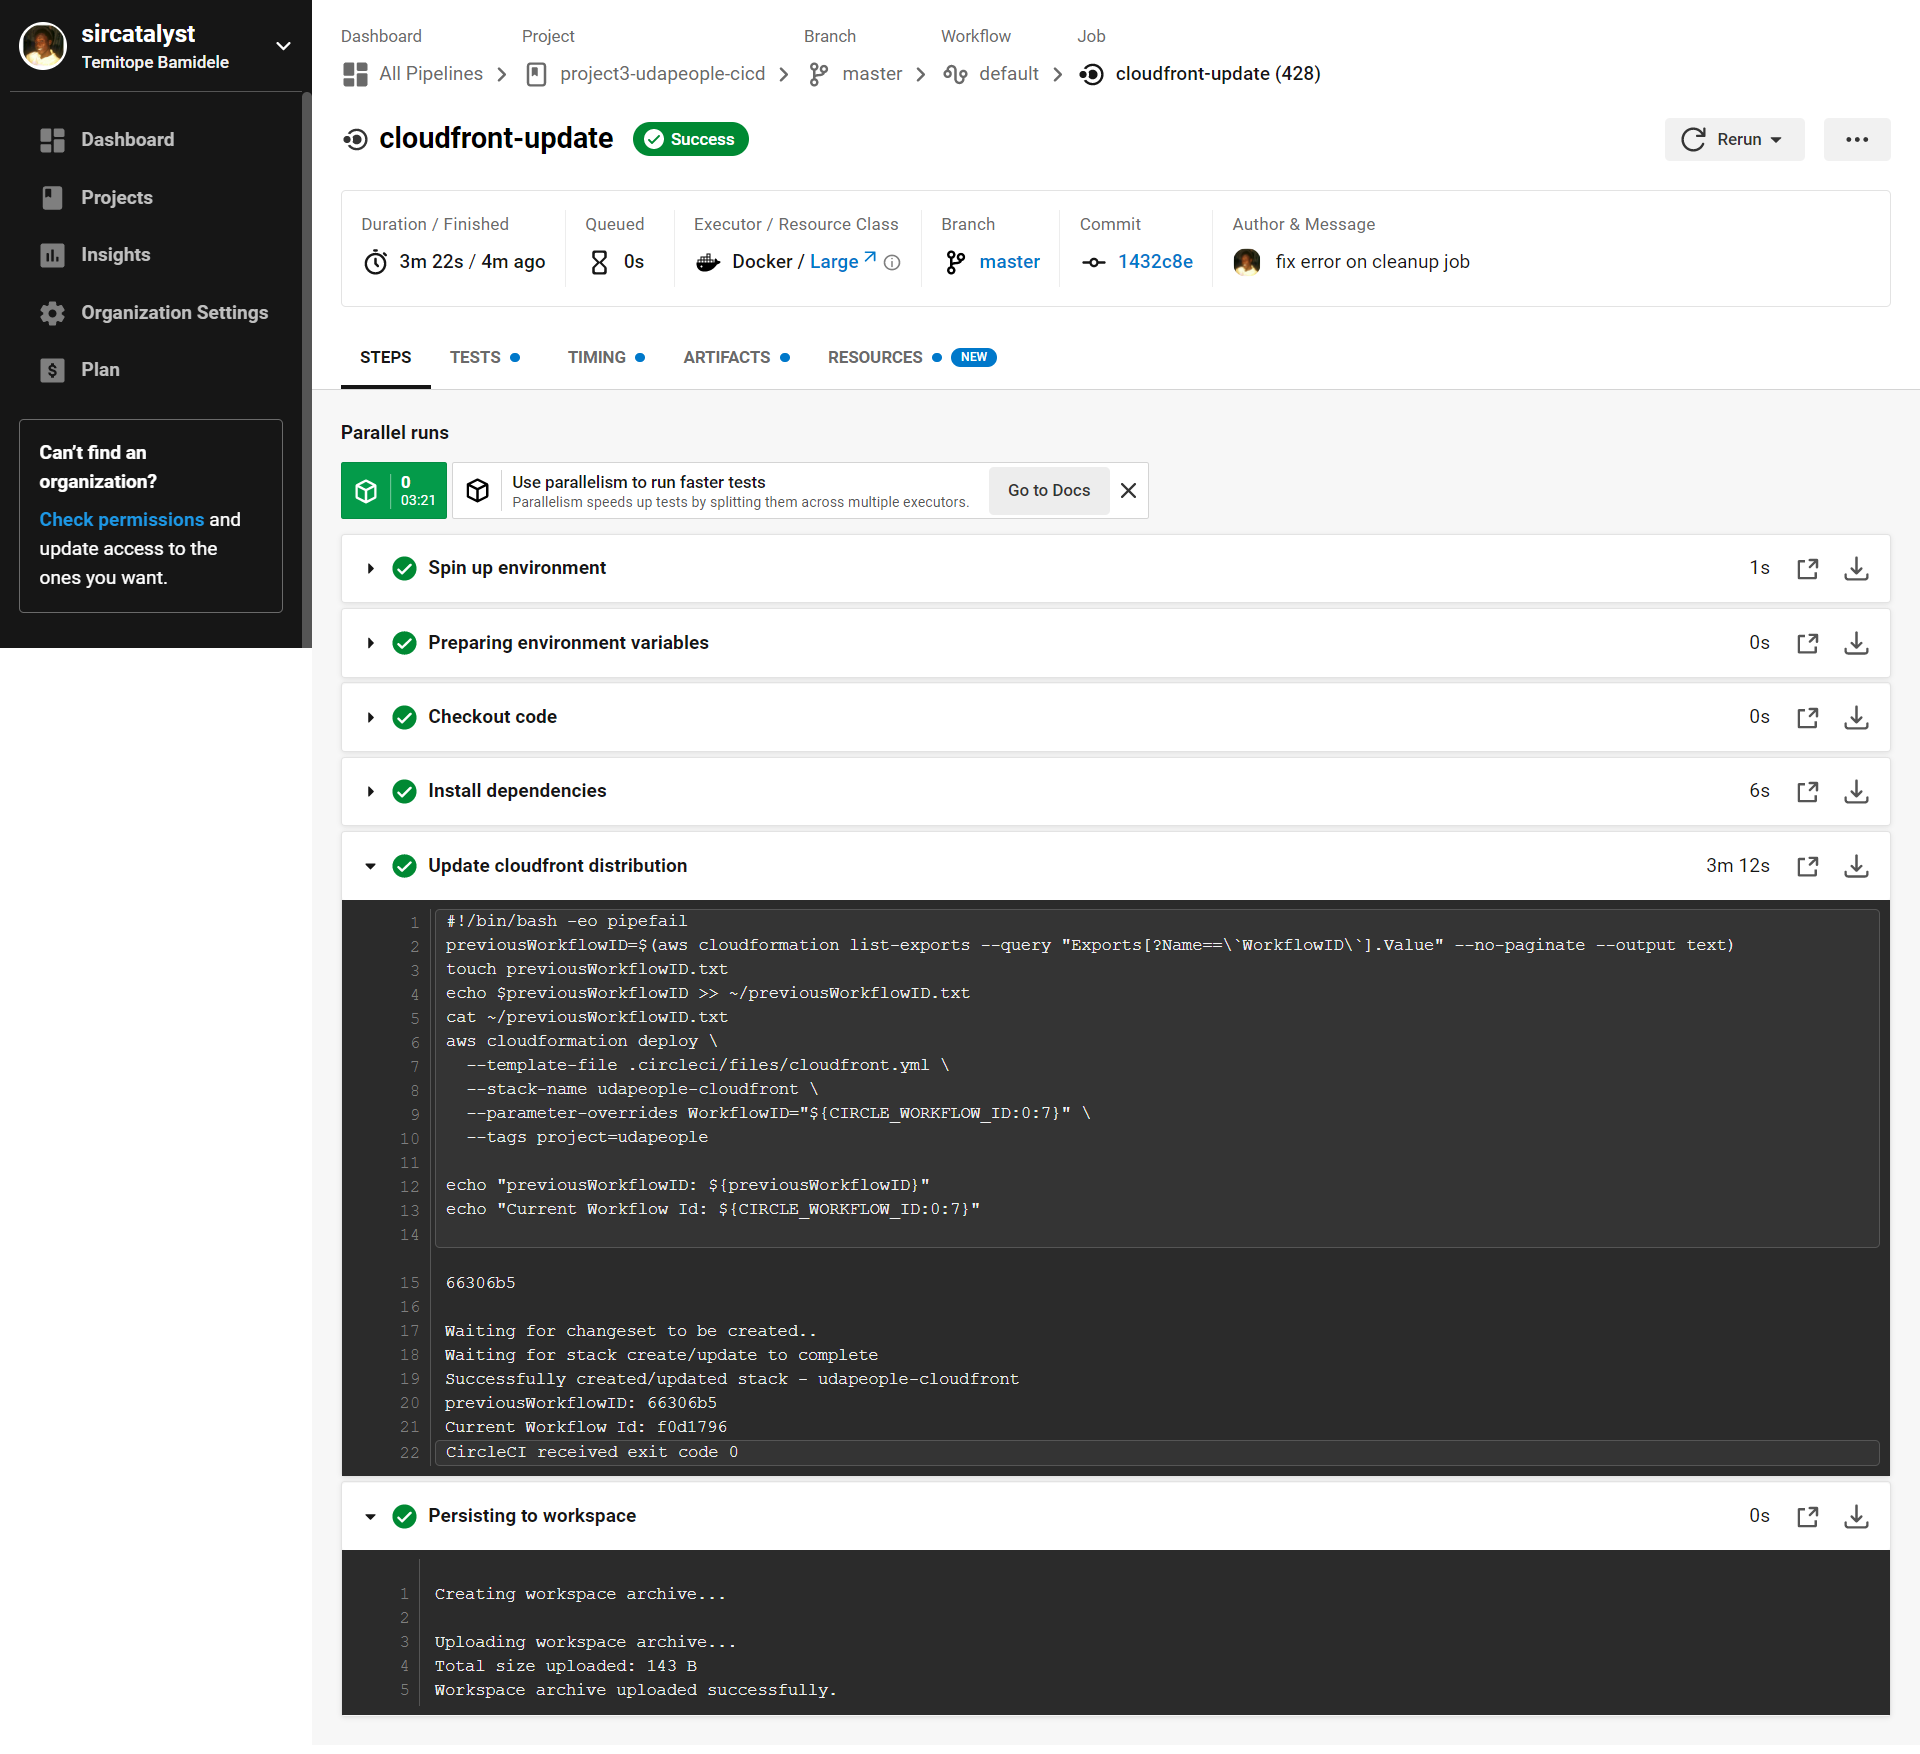 sircatalyst
Temitope Bamidele
Dashboard
Projects
Insights
Organization Settings
Plan
Can't find an
organization?
Check permissions and
update access to the
ones you want.
Dashboard Project Branch Workflow Job
All Pipelines project3-udapeople-cicd master default cloudfront-update (428)
cloudfront-update Success Rerun
Duration / Finished Queued Executor / Resource Class Branch Commit Author & Message
3m 22s / 4m ago 0s Docker / Large master 1432c8e fix error on cleanup job
STEPS TESTS TIMING ARTIFACTS RESOURCES NEW
Parallel runs
0
03:21
Use parallelism to run faster tests
Parallelism speeds up tests by splitting them across multiple executors.
Go to Docs
Spin up environment 1s
Preparing environment variables 0s
Checkout code 0s
Install dependencies 6s
Update cloudfront distribution 3m 12s
1 #!/bin/bash -eo pipefail
2 previousWorkflowID=$(aws cloudformation list-exports --query "Exports[?Name==\`WorkflowID\`].Value" --no-paginate --output text)
3 touch previousWorkflowID.txt
4 echo $previousWorkflowID >> ~/previousWorkflowID.txt
5 cat ~/previousWorkflowID.txt
6 aws cloudformation deploy \
7 --template-file .circleci/files/cloudfront.yml \
8 --stack-name udapeople-cloudfront \
9 --parameter-overrides WorkflowID="${CIRCLE_WORKFLOW_ID:0:7}" \
10 --tags project=udapeople
11
12 echo "previousWorkflowID: ${previousWorkflowID}"
13 echo "Current Workflow Id: ${CIRCLE_WORKFLOW_ID:0:7}"
14
15 66306b5
16
17 Waiting for changeset to be created..
18 Waiting for stack create/update to complete
19 Successfully created/updated stack - udapeople-cloudfront
20 previousWorkflowID: 66306b5
21 Current Workflow Id: f0d1796
22 CircleCI received exit code 0
Persisting to workspace 0s
1 Creating workspace archive...
2
3 Uploading workspace archive...
4 Total size uploaded: 143 B
5 Workspace archive uploaded successfully.